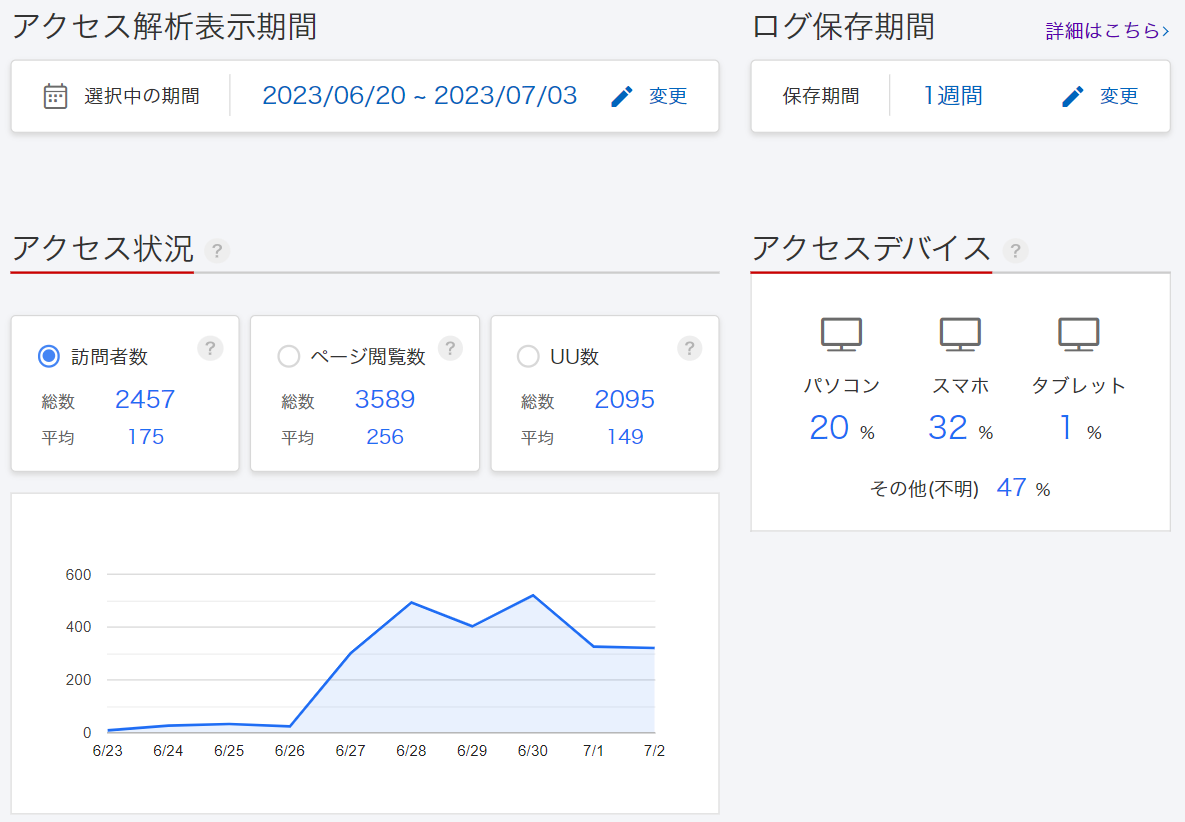 アクセス解析表示期間
選択中の期間 2023/06/20 ~ 2023/07/03 変更
ログ保存期間 詳細はこちら›
保存期間 1週間 変更
アクセス状況 ?
訪問者数 ?
総数 2457
平均 175
ページ閲覧数 ?
総数 3589
平均 256
UU数 ?
総数 2095
平均 149
600
400
200
0
6/23 6/24 6/25 6/26 6/27 6/28 6/29 6/30 7/1 7/2
アクセスデバイス ?
パソコン スマホ タブレット
20 % 32 % 1 %
その他(不明) 47 %